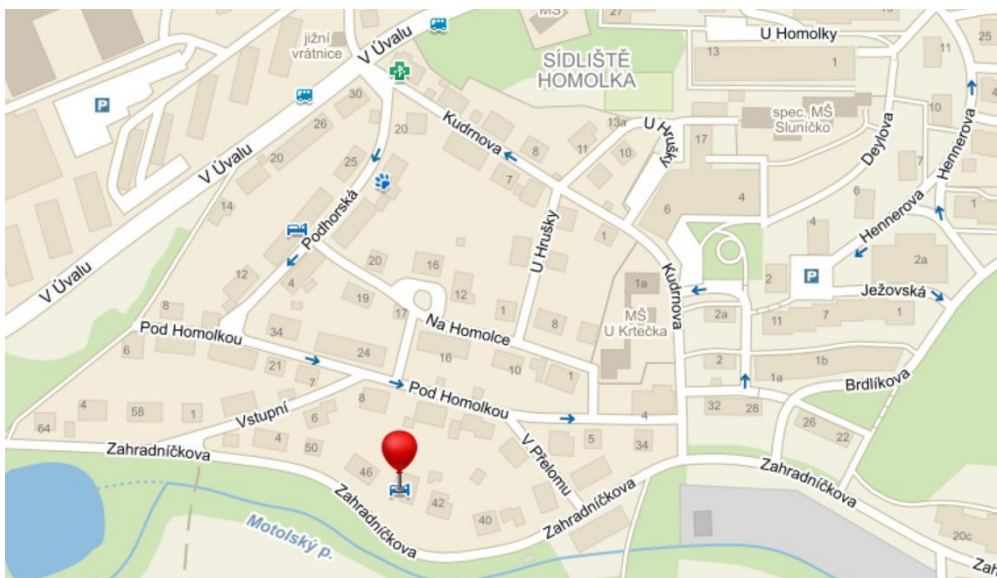 MŠ
27
U Homolky
11
25
jižní
vrátnice
V Úvalu
SÍDLIŠTĚ
HOMOLKA
13
1
P
30
20
Kudrnova
13a
U Hrušky
17
spec. MŠ
Sluníčko
Deylova
10
4
Hennerova
26
V Úvalu
20
25
8
11
10
7
7
6
4
6
4
1
14
Podhorská
U Hrušky
Hennerova
V Úvalu
12
4
20
16
12
1
1
Kudrnova
1a
MŠ
U Krtečka
2
P
2a
Ježovská
8
19
17
Na Homolce
8
2a
11
7
1
Pod Homolkou
6
34
24
16
10
1
2
1a
1b
Brdlíkova
21
7
8
Pod Homolkou
4
32
28
26
22
64
4
58
1
Vstupní
6
4
50
V Přelomu
5
34
Zahradníčkova
46
42
40
Zahradníčkova
Zahradníčkova
Zahradníčkova
Motolský p.
20c
Zah